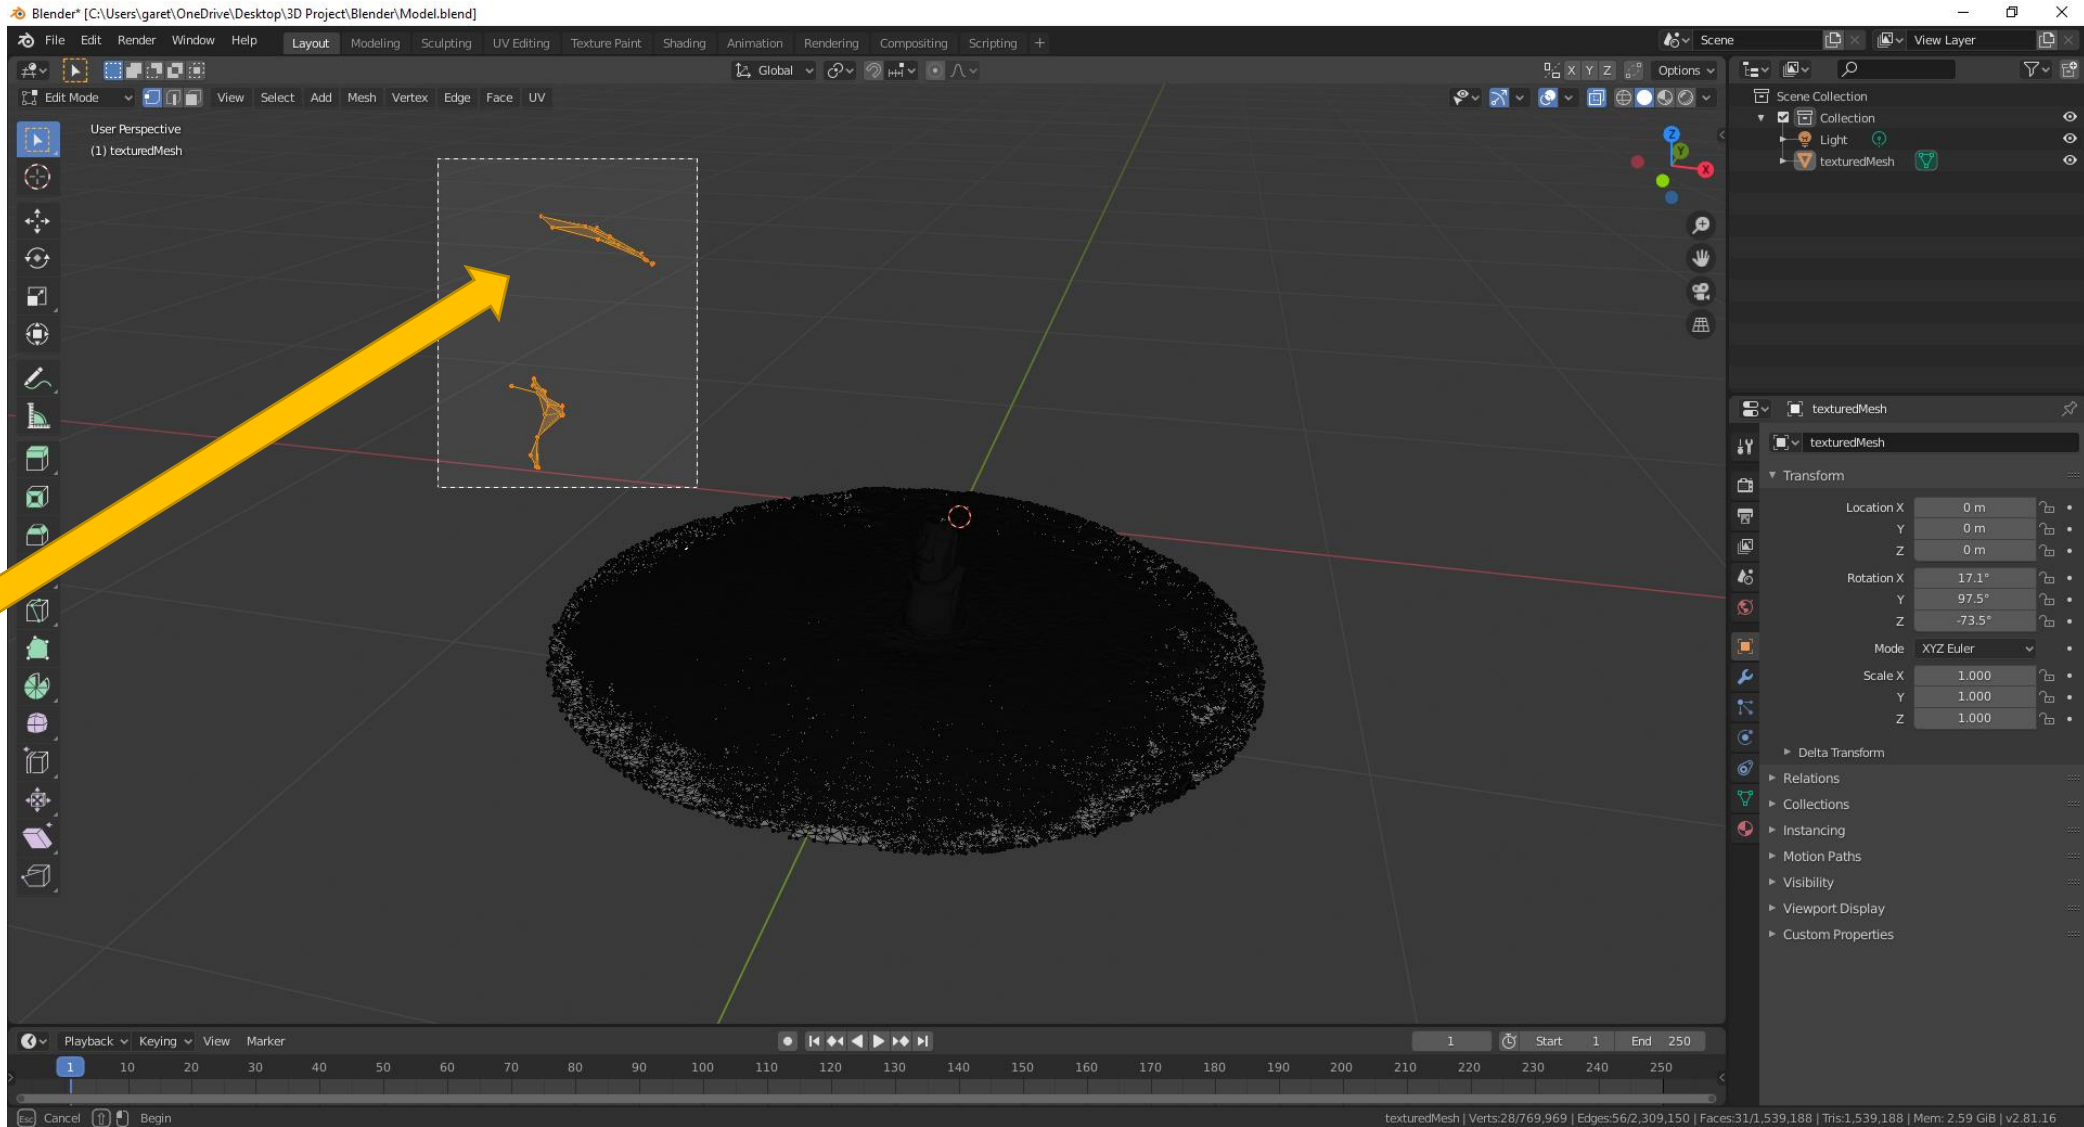 Blender* [C:\Users\garet\OneDrive\Desktop\3D Project\Blender\Model.blend]
File Edit Render Window Help Layout Modeling Sculpting UV Editing Texture Paint Shading Animation Rendering Compositing Scripting + Scene View Layer
Global X Y Z Options
Edit Mode View Select Add Mesh Vertex Edge Face UV
User Perspective
(1) texturedMesh
Z
Y
X
Scene Collection
Collection
Light
texturedMesh
texturedMesh
texturedMesh
Transform
Location X 0 m
Y 0 m
Z 0 m
Rotation X 17.1°
Y 97.5°
Z -73.5°
Mode XYZ Euler
Scale X 1.000
Y 1.000
Z 1.000
Delta Transform
Relations
Collections
Instancing
Motion Paths
Visibility
Viewport Display
Custom Properties
Playback Keying View Marker 1 Start 1 End 250
1 10 20 30 40 50 60 70 80 90 100 110 120 130 140 150 160 170 180 190 200 210 220 230 240 250
Esc Cancel Begin texturedMesh | Verts:28/769,969 | Edges:56/2,309,150 | Faces:31/1,539,188 | Tris:1,539,188 | Mem: 2.59 GiB | v2.81.16